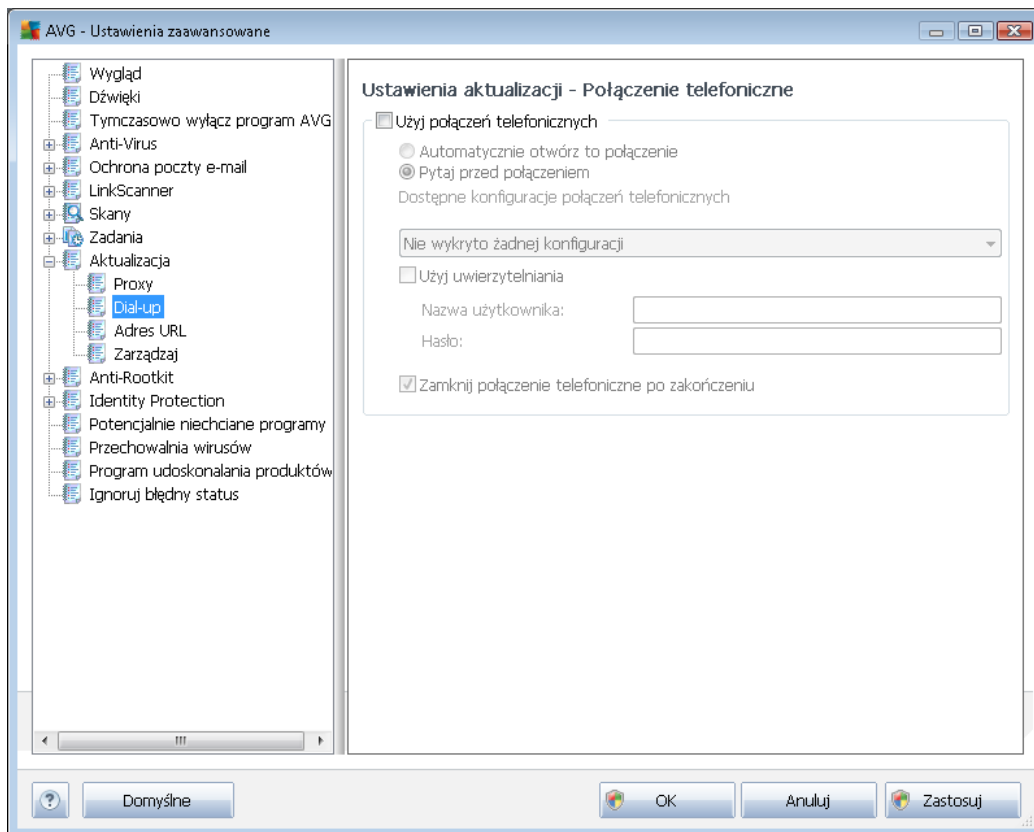 AVG - Ustawienia zaawansowane
Wygląd
Dźwięki
Tymczasowo wyłącz program AVG
Anti-Virus
Ochrona poczty e-mail
LinkScanner
Skany
Zadania
Aktualizacja
Proxy
Dial-up
Adres URL
Zarządzaj
Anti-Rootkit
Identity Protection
Potencjalnie niechciane programy
Przechowalnia wirusów
Program udoskonalania produktów
Ignoruj błędny status
Ustawienia aktualizacji - Połączenie telefoniczne
Użyj połączeń telefonicznych
Automatycznie otwórz to połączenie
Pytaj przed połączeniem
Dostępne konfiguracje połączeń telefonicznych
Nie wykryto żadnej konfiguracji
Użyj uwierzytelniania
Nazwa użytkownika:
Hasło:
Zamknij połączenie telefoniczne po zakończeniu
? Domyślne OK Anuluj Zastosuj